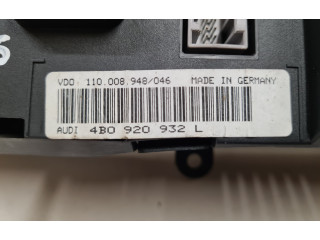 VDO 110.008.948/046 MADE IN GERMANY
AUDI 4B0 920 932 L